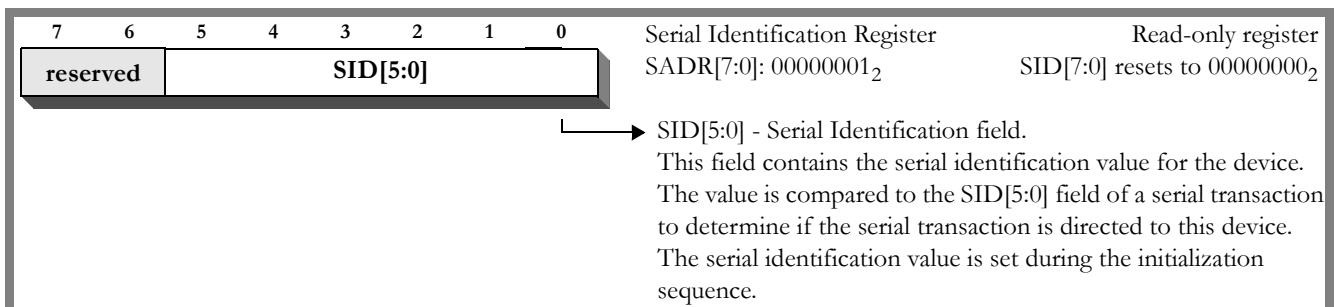 7 6 5 4 3 2 1 0
reserved SID[5:0]
Serial Identification Register Read-only register
SADR[7:0]: 00000001₂ SID[7:0] resets to 00000000₂
SID[5:0] - Serial Identification field.
This field contains the serial identification value for the device.
The value is compared to the SID[5:0] field of a serial transaction
to determine if the serial transaction is directed to this device.
The serial identification value is set during the initialization
sequence.